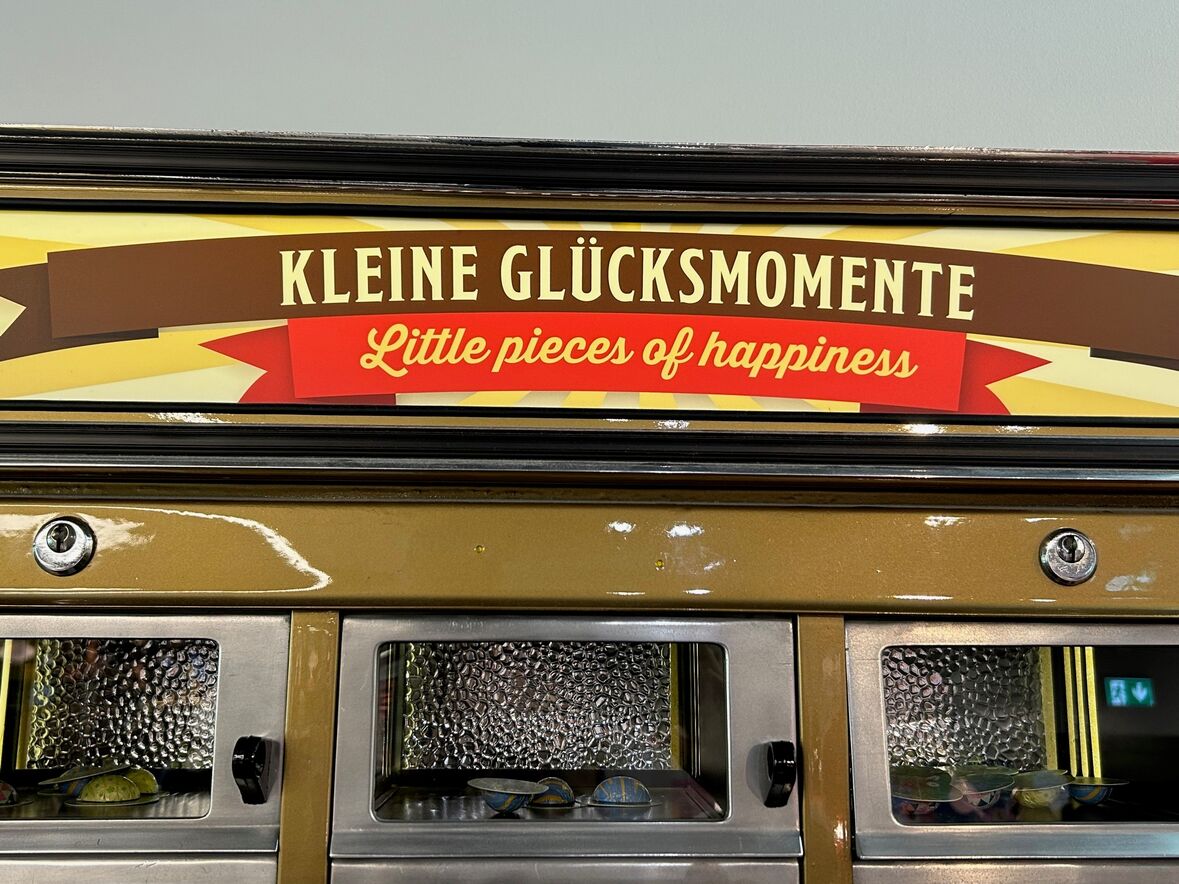 KLEINE GLÜCKSMOMENTE
Little pieces of happiness